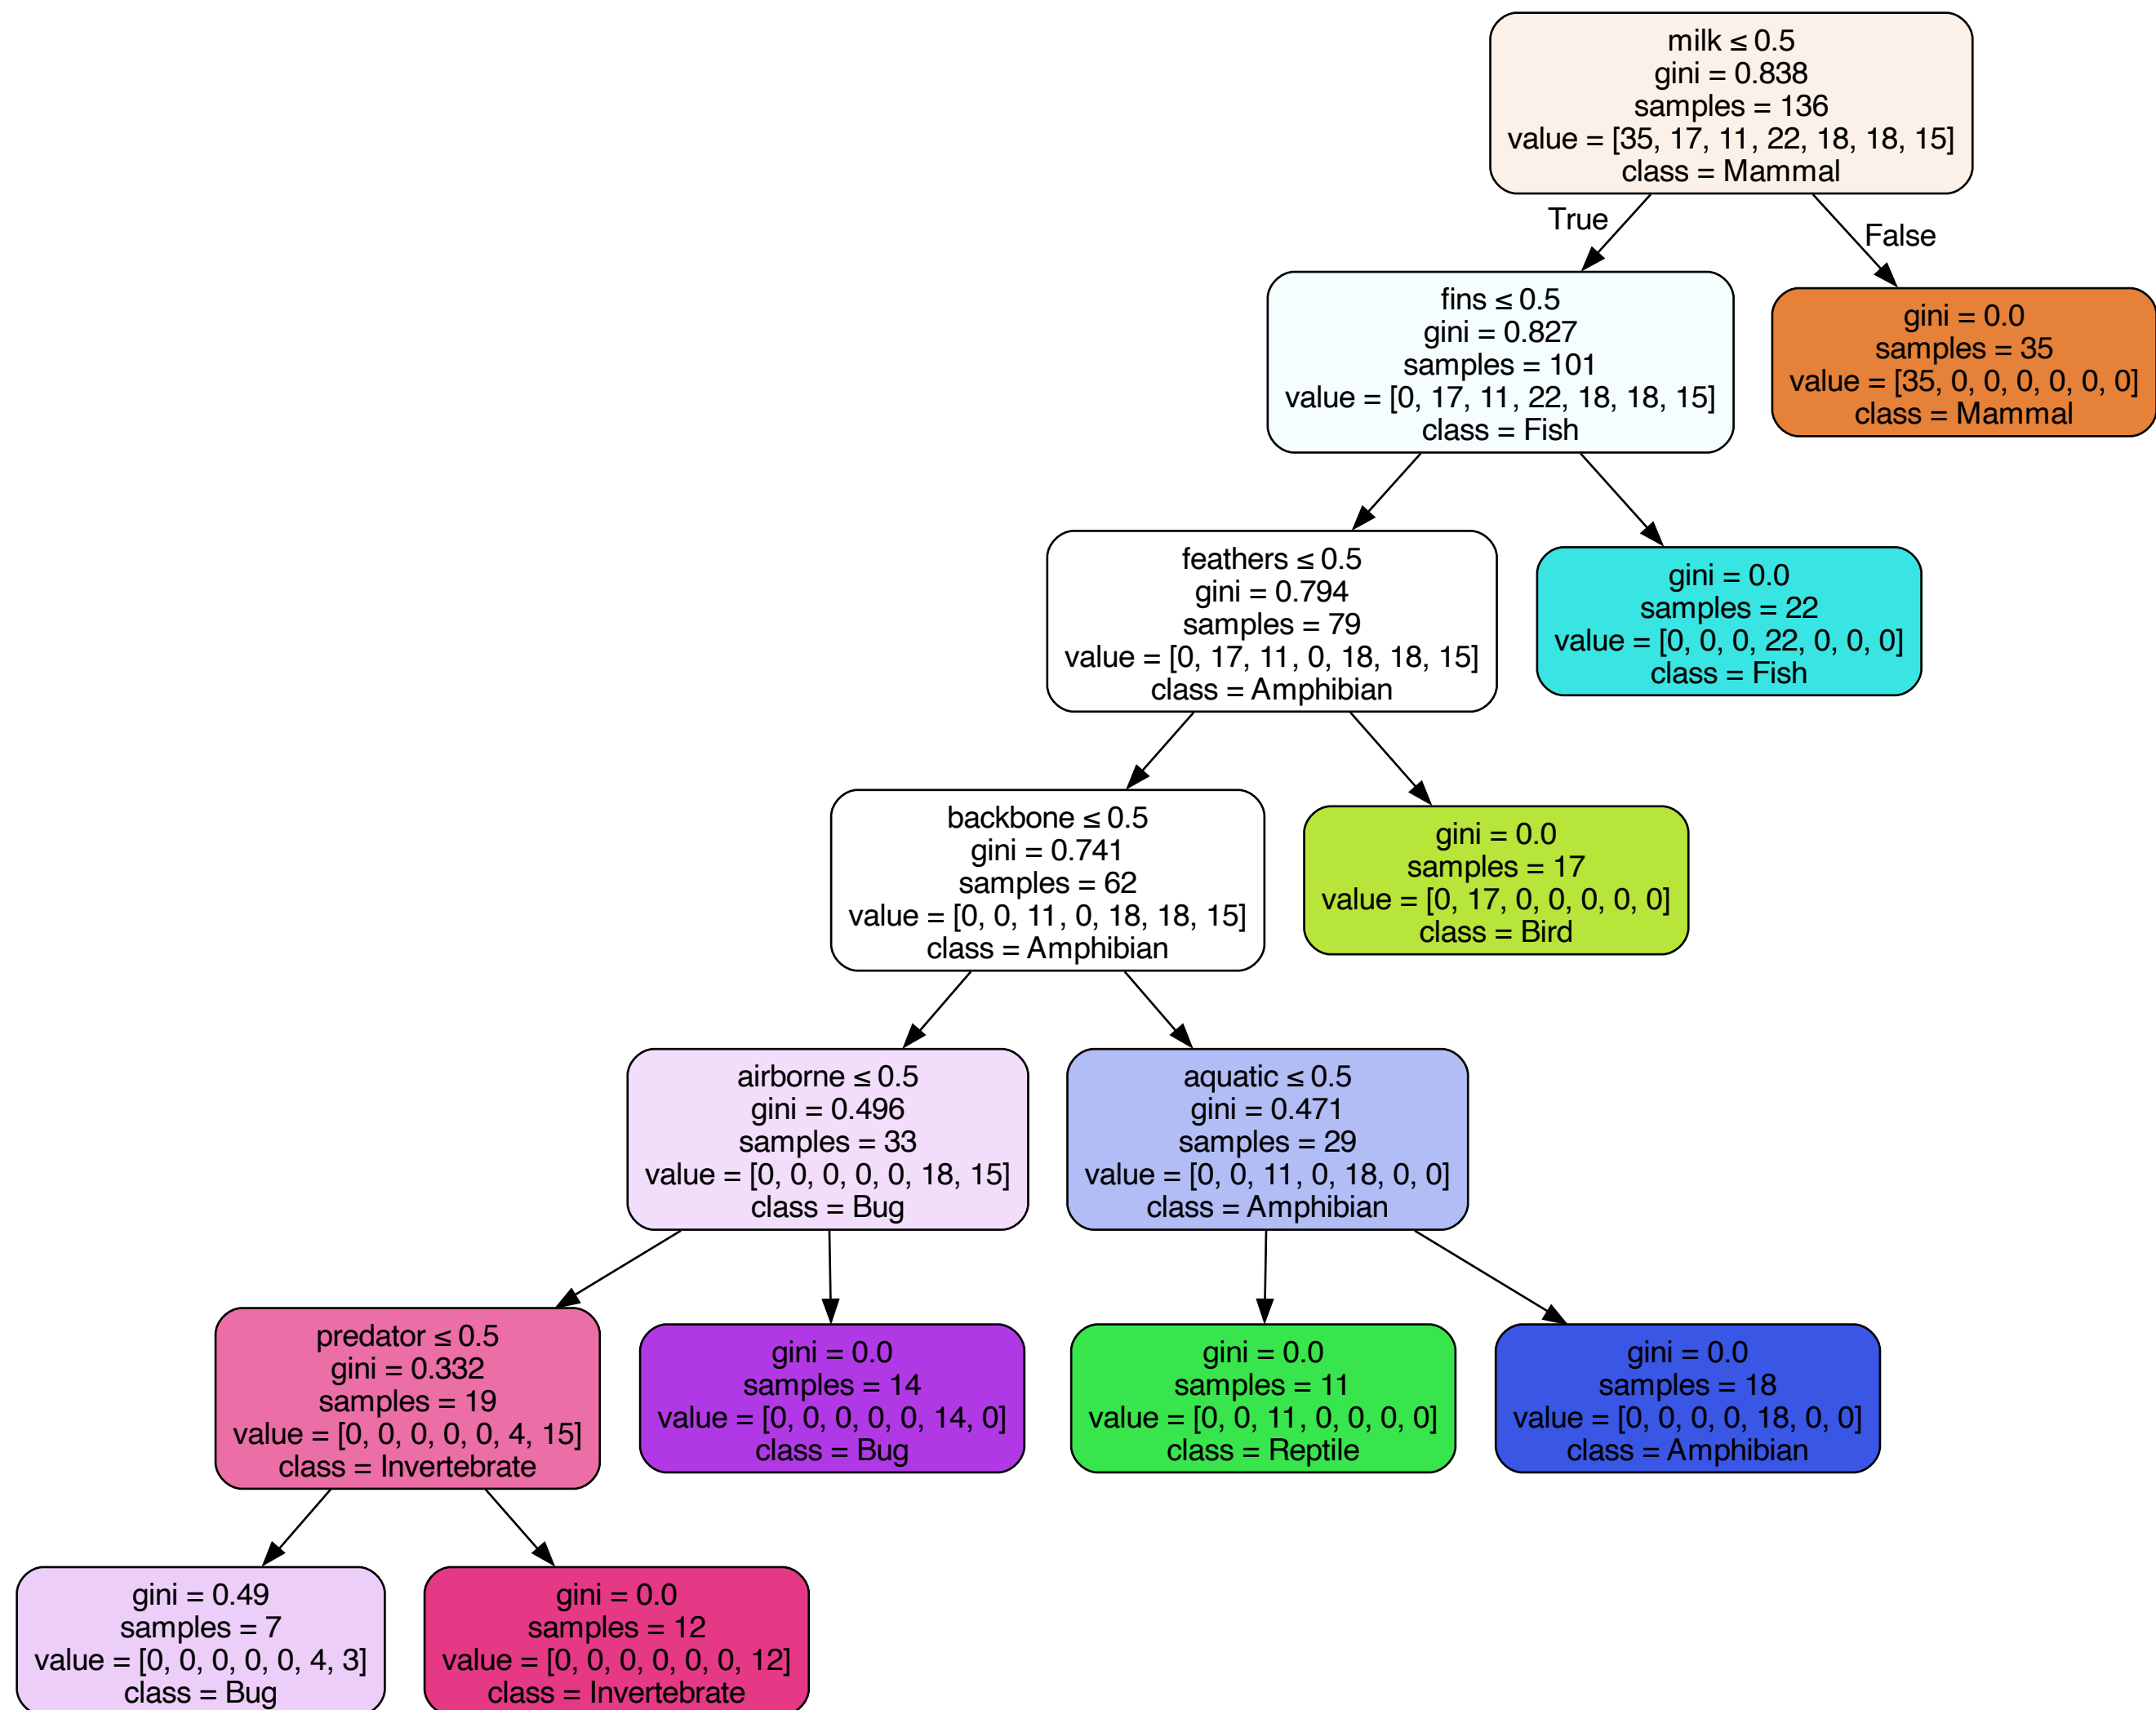 milk ≤ 0.5
gini = 0.838
samples = 136
value = [35, 17, 11, 22, 18, 18, 15]
class = Mammal
True
False
fins ≤ 0.5
gini = 0.827
samples = 101
value = [0, 17, 11, 22, 18, 18, 15]
class = Fish
gini = 0.0
samples = 35
value = [35, 0, 0, 0, 0, 0, 0]
class = Mammal
feathers ≤ 0.5
gini = 0.794
samples = 79
value = [0, 17, 11, 0, 18, 18, 15]
class = Amphibian
gini = 0.0
samples = 22
value = [0, 0, 0, 22, 0, 0, 0]
class = Fish
backbone ≤ 0.5
gini = 0.741
samples = 62
value = [0, 0, 11, 0, 18, 18, 15]
class = Amphibian
gini = 0.0
samples = 17
value = [0, 17, 0, 0, 0, 0, 0]
class = Bird
airborne ≤ 0.5
gini = 0.496
samples = 33
value = [0, 0, 0, 0, 0, 18, 15]
class = Bug
aquatic ≤ 0.5
gini = 0.471
samples = 29
value = [0, 0, 11, 0, 18, 0, 0]
class = Amphibian
predator ≤ 0.5
gini = 0.332
samples = 19
value = [0, 0, 0, 0, 0, 4, 15]
class = Invertebrate
gini = 0.0
samples = 14
value = [0, 0, 0, 0, 0, 14, 0]
class = Bug
gini = 0.0
samples = 11
value = [0, 0, 11, 0, 0, 0, 0]
class = Reptile
gini = 0.0
samples = 18
value = [0, 0, 0, 0, 18, 0, 0]
class = Amphibian
gini = 0.49
samples = 7
value = [0, 0, 0, 0, 0, 4, 3]
class = Bug
gini = 0.0
samples = 12
value = [0, 0, 0, 0, 0, 0, 12]
class = Invertebrate